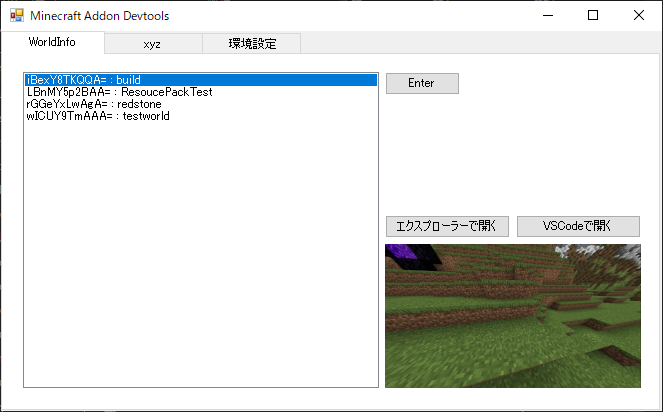 Minecraft Addon Devtools
WorldInfo
xyz
環境設定
iBexY8TKQQA= : build
LBnMY5p2BAA= : ResoucePackTest
rGGeYxLwAgA= : redstone
wICUY9TmAAA= : testworld
Enter
エクスプローラーで開く
VSCodeで開く